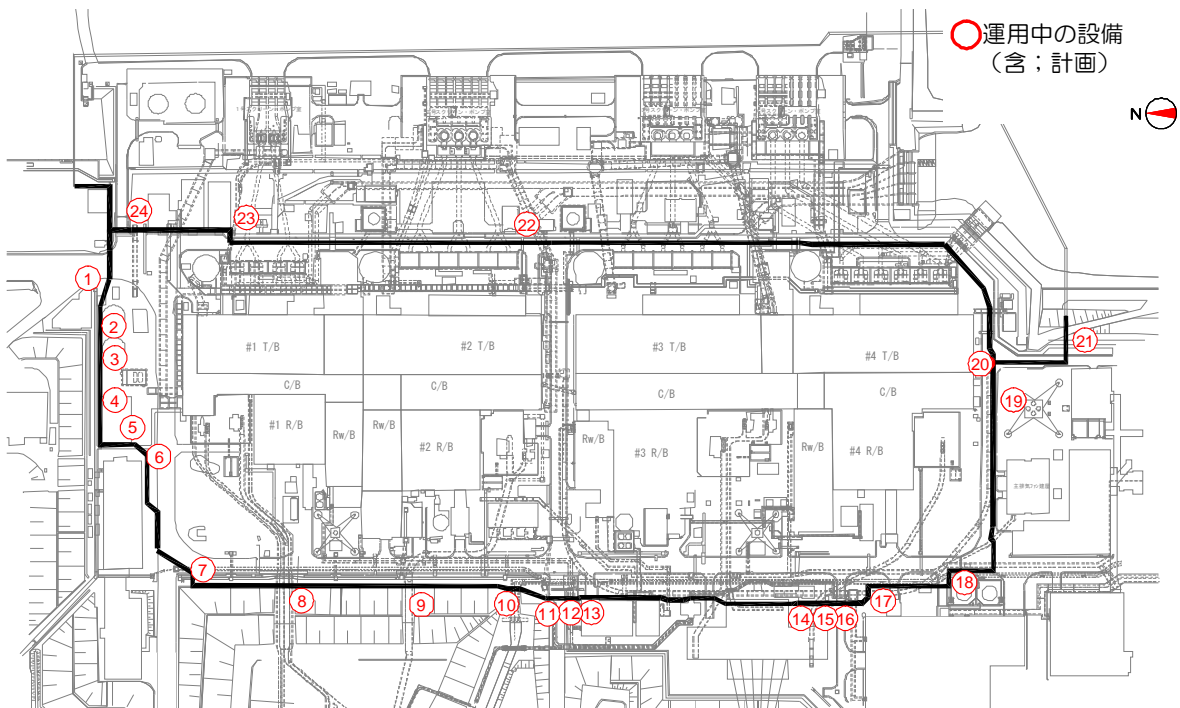 運用中の設備
（含；計画）
N
24
23
22
1
2
2
3
4
5
6
7
8
9
10
11
12
13
14
15
16
17
18
19
20
21
#1 T/B
#2 T/B
#3 T/B
#4 T/B
C/B
C/B
C/B
C/B
#1 R/B
Rw/B
Rw/B
#2 R/B
Rw/B
#3 R/B
Rw/B
#4 R/B